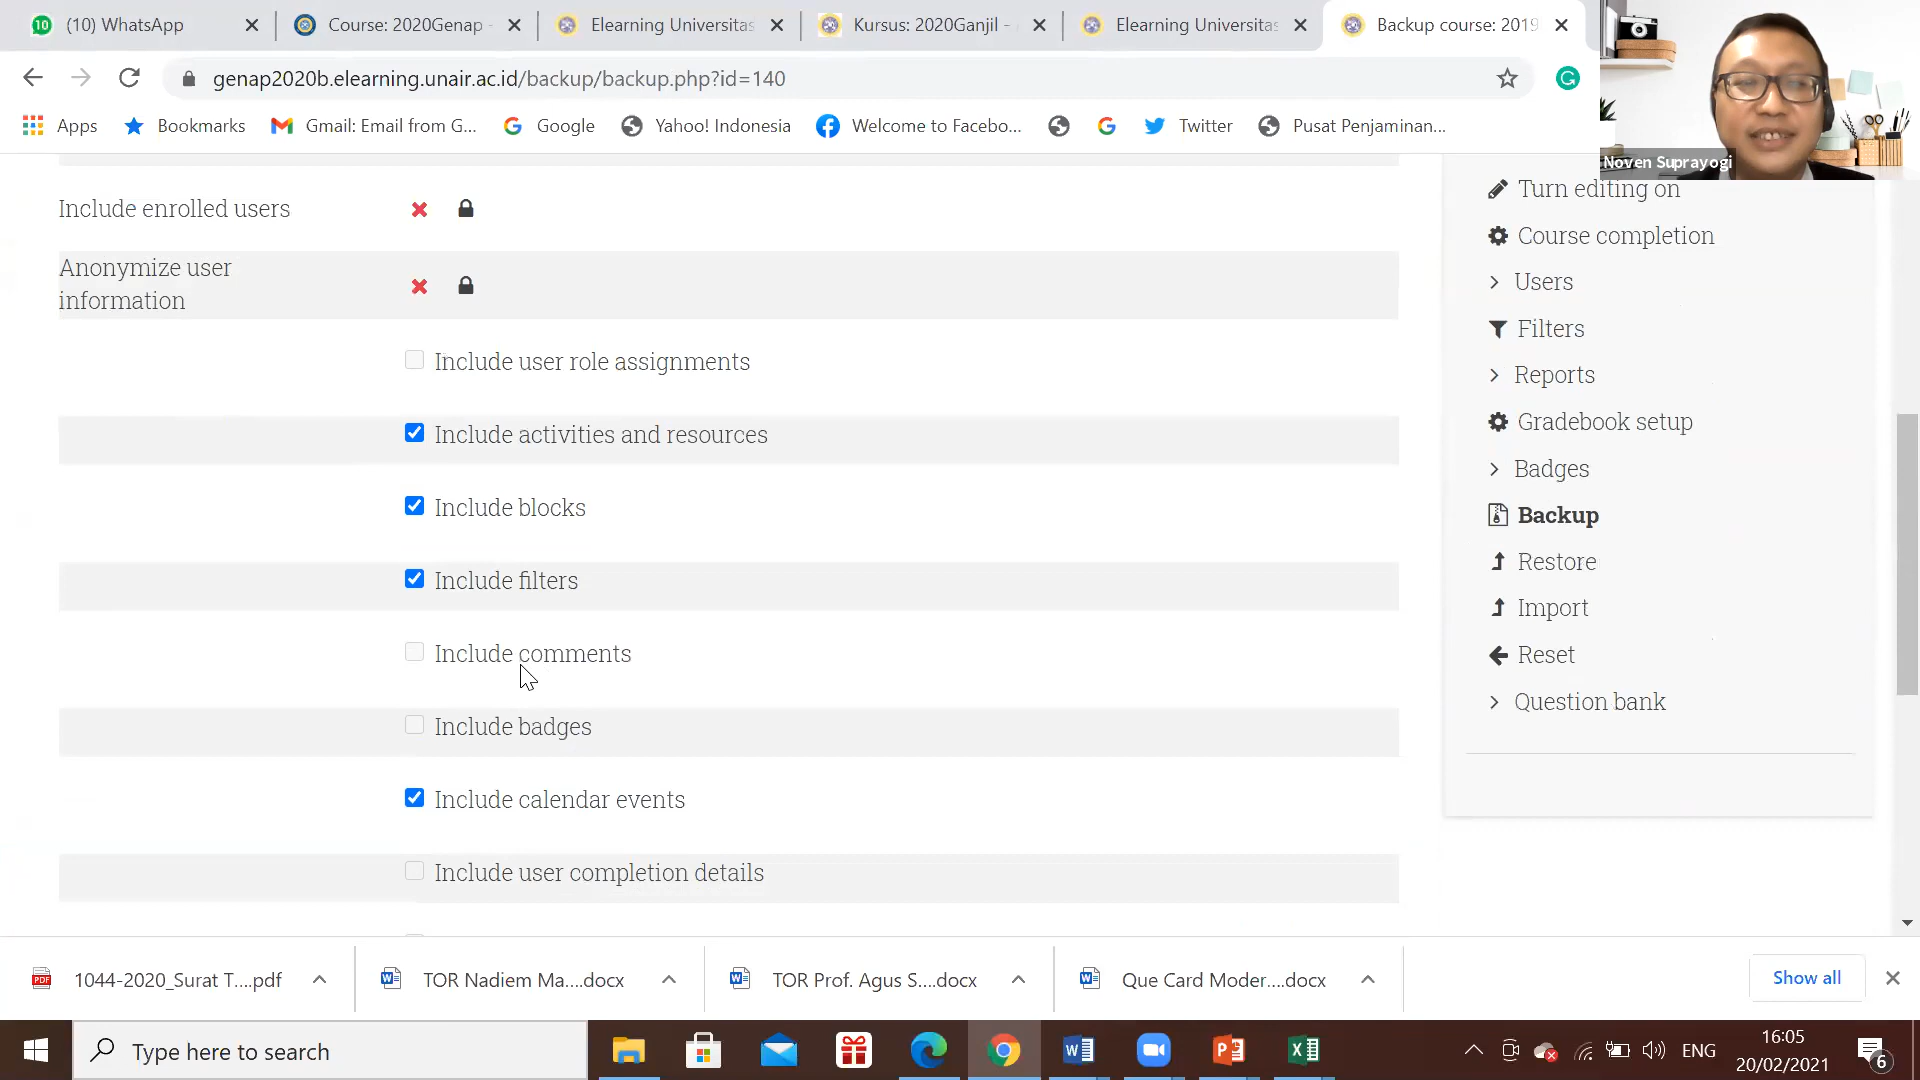 10 (10) WhatsApp
Course: 2020Genap -
Elearning Universitas
Kursus: 2020Ganjil -
Elearning Universitas
Backup course: 2019
genap2020b.elearning.unair.ac.id/backup/backup.php?id=140
Apps
Bookmarks
Gmail: Email from G...
Google
Yahoo! Indonesia
Welcome to Facebo...
Twitter
Pusat Penjaminan...
Noven Suprayogi
Include enrolled users
Anonymize user
information
Include user role assignments
Include activities and resources
Include blocks
Include filters
Include comments
Include badges
Include calendar events
Include user completion details
Turn editing on
Course completion
Users
Filters
Reports
Gradebook setup
Badges
Backup
Restore
Import
Reset
Question bank
1044-2020_Surat T....pdf
TOR Nadiem Ma....docx
TOR Prof. Agus S....docx
Que Card Moder....docx
Show all
Type here to search
ENG
16:05
20/02/2021
6